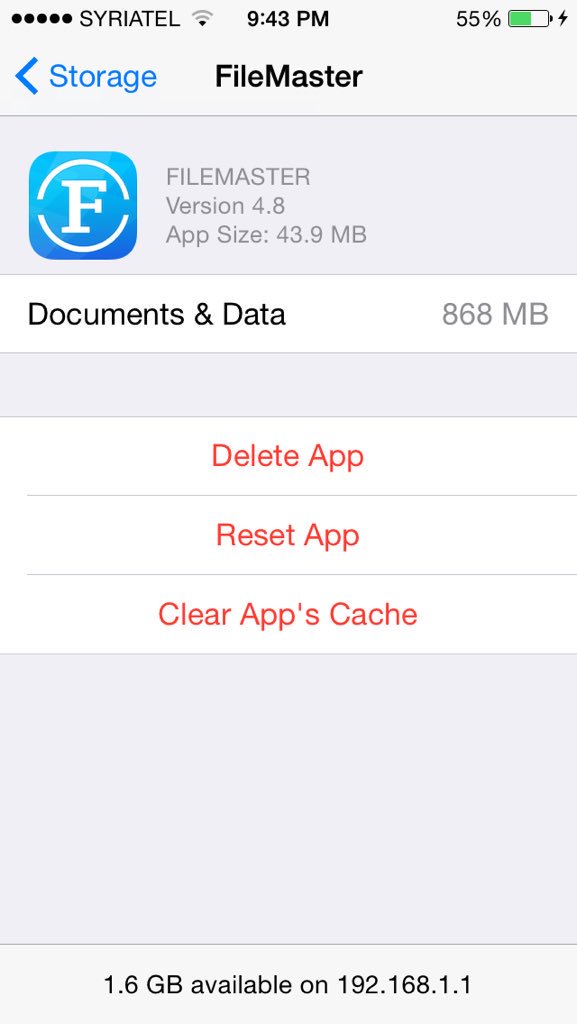 SYRIATEL 9:43 PM 55%
Storage FileMaster
F
FILEMASTER
Version 4.8
App Size: 43.9 MB
Documents & Data 868 MB
Delete App
Reset App
Clear App's Cache
1.6 GB available on 192.168.1.1